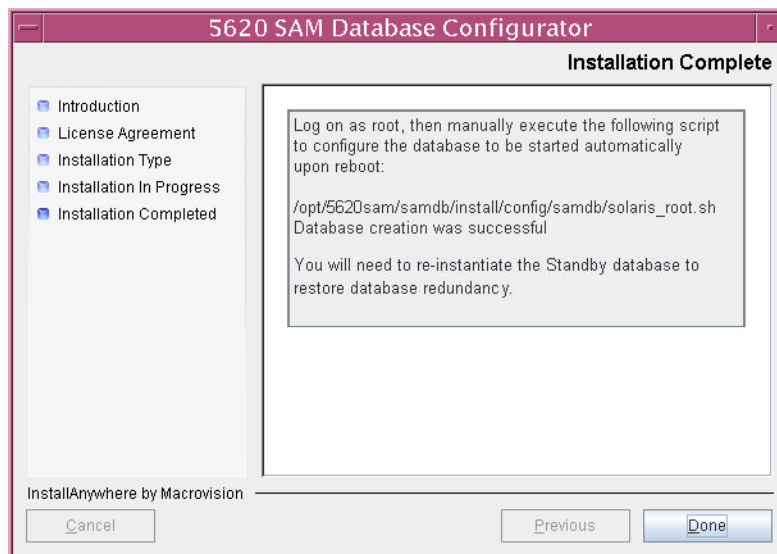 5620 SAM Database Configurator
Installation Complete
Introduction
License Agreement
Installation Type
Installation In Progress
Installation Completed
Log on as root, then manually execute the following script
to configure the database to be started automatically
upon reboot:
/opt/5620sam/samdb/install/config/samdb/solaris_root.sh
Database creation was successful
You will need to re-instantiate the Standby database to
restore database redundancy.
InstallAnywhere by Macrovision
Cancel
Previous
Done